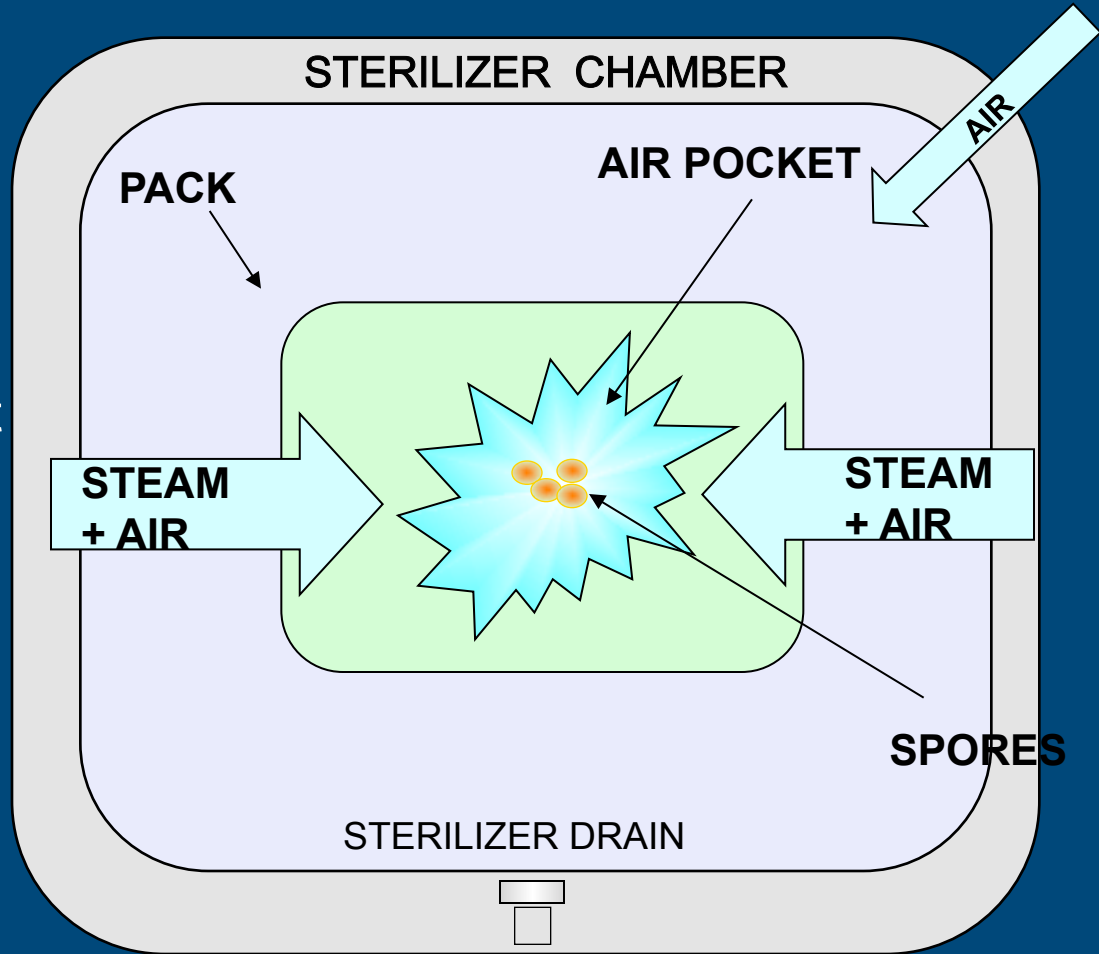 STERILIZER CHAMBER
AIR
AIR POCKET
PACK
STEAM
+ AIR
STEAM
+ AIR
SPORES
STERILIZER DRAIN